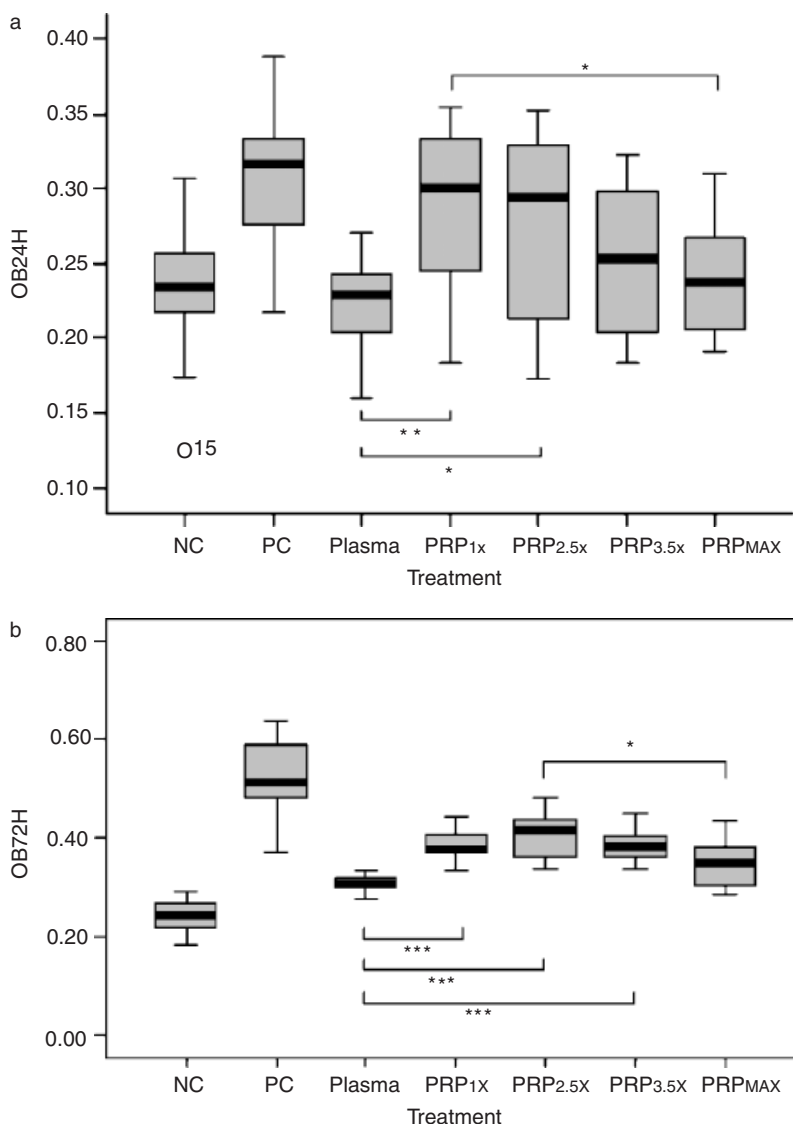 a
0.40
0.35
0.30
0.25
0.20
0.15
0.10
OB24H
*
* *
*
O15
NC PC Plasma PRP1x PRP2.5x PRP3.5x PRPMAX
Treatment
b
0.80
0.60
0.40
0.20
0.00
OB72H
*
***
***
***
NC PC Plasma PRP1X PRP2.5X PRP3.5X PRPMAX
Treatment